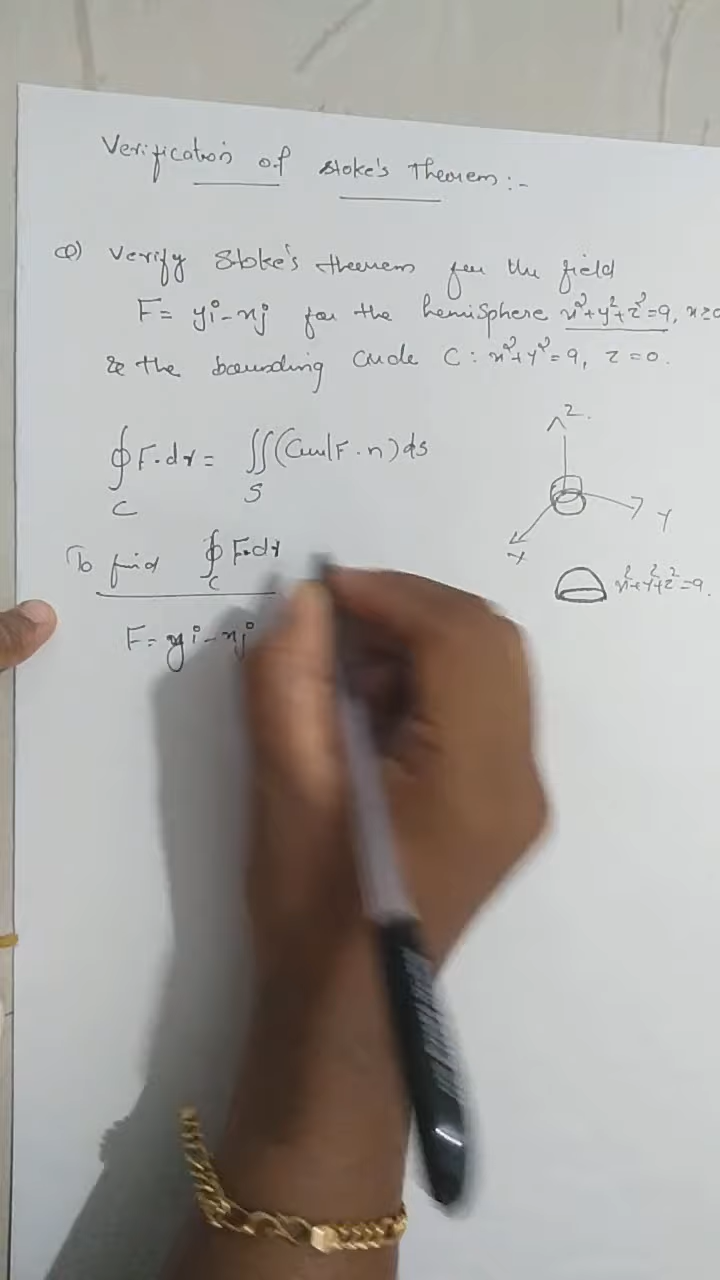 Verification of Stoke's Theorem:-
Q) Verify Stoke's theorem for the field
F = yi - xj for the hemisphere x²+y²+z²=9, x≥0
& the bounding circle C: x²+y²=9, z=0.
∮F.dr = ∬(Curl F . n) ds
C S
To find ∮F.dr
C
F = yi - xj
Z
Y
X
x²+y²+z²=9.